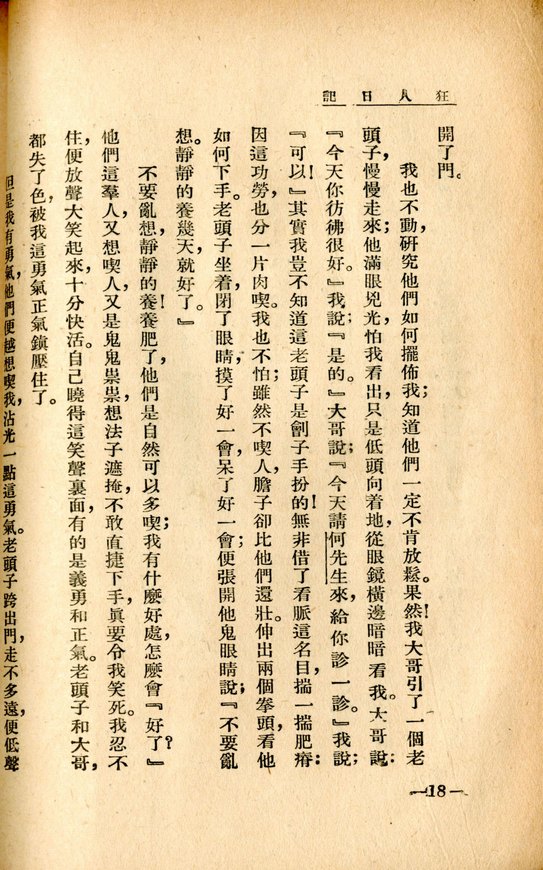 狂人日記
開了門。
我也不動,研究他們如何擺佈我;知道他們一定不肯放鬆。果然!我大哥引了一個老
頭子,慢慢走來;他滿眼兇光,怕我看出,只是低頭向着地,從眼鏡橫邊暗暗看我。大哥說:
『今天你彷彿很好。』我說『是的。』大哥說,『今天請何先生來,給你診一診。』我說
『可以!』其實我豈不知道這老頭子是劊子手扮的!無非借了看脈這名目,揣一揣肥瘠:
因這功勞,也分一片肉喫。我也不怕;雖然不喫人,膽子卻比他們還壯。伸出兩個拳頭,看他
如何下手。老頭子坐着,閉了眼睛,摸了好一會,呆了好一會;便張開他鬼眼睛說;『不要亂
想。靜靜的養幾天,就好了。』
不要亂想,靜靜的養!養肥了,他們是自然可以多喫;我有什麼好處,怎麼會『好了』?
他們這羣人,又想喫人,又是鬼鬼祟祟,想法子遮掩,不敢直捷下手,眞要令我笑死。我忍不
住,便放聲大笑起來,十分快活。自己曉得這笑聲裏面,有的是義勇和正氣。老頭子和大哥,
都失了色,被我這勇氣正氣鎭壓住了。
但是我有勇氣,他們便越想喫我,沾光一點這勇氣。老頭子跨出門,走不多遠,便低聲
—18—